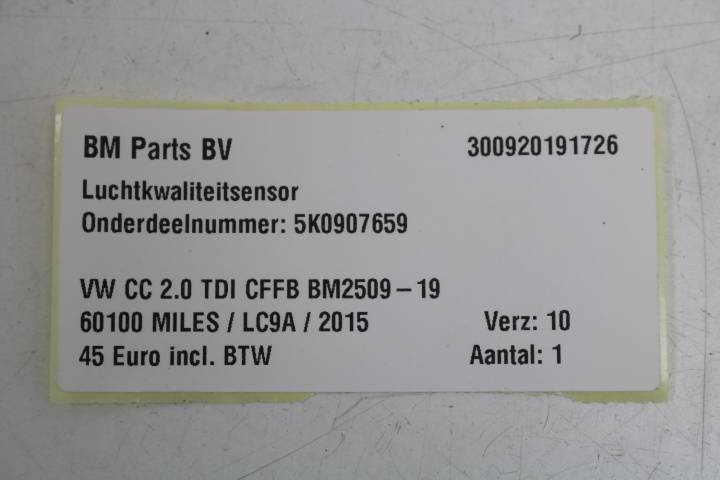 BM Parts BV 300920191726
Luchtkwaliteitsensor
Onderdeelnummer: 5K0907659
VW CC 2.0 TDI CFFB BM2509-19
60100 MILES / LC9A / 2015 Verz: 10
45 Euro incl. BTW Aantal: 1